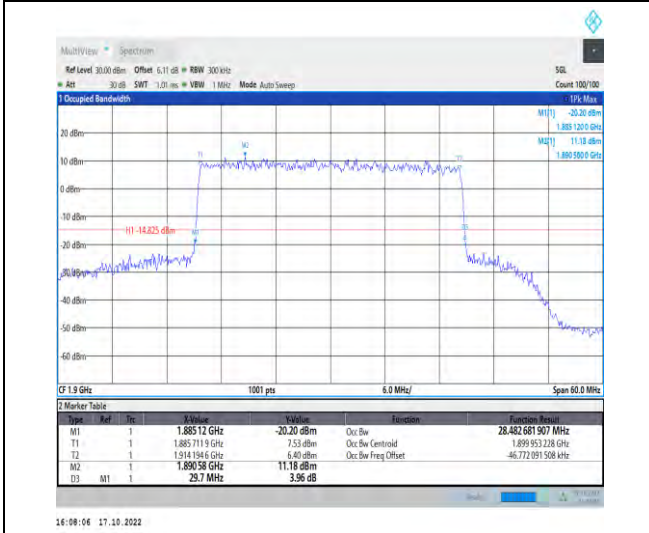 MultiView Spectrum
Ref Level 30.00 dBm Offset 6.11 dB RBW 300 kHz SGL
Att 30 dB SWT 1.01 ms VBW 1 MHz Mode Auto Sweep Count 100/100
1 Occupied Bandwidth 1Pk Max
M1[1] -20.20 dBm
1.885 120 0 GHz
M2[1] 11.18 dBm
1.890 580 0 GHz
20 dBm
M2
T1
10 dBm
0 dBm
-10 dBm
H1 -14.825 dBm
M1
-20 dBm
-30 dBm
-40 dBm
-50 dBm
-60 dBm
CF 1.9 GHz 1001 pts 6.0 MHz/ Span 60.0 MHz
2 Marker Table
Type Ref Trc X-Value Y-Value Function Function Result
M1 1 1.88512 GHz -20.20 dBm Occ Bw 28.482 681 907 MHz
T1 1 1.885 711 9 GHz 7.53 dBm Occ Bw Centroid 1.899 953 228 GHz
T2 1 1.914 194 6 GHz 6.40 dBm Occ Bw Freq Offset -46.772 091 508 kHz
M2 1 1.89058 GHz 11.18 dBm
D3 M1 1 29.7 MHz 3.96 dB
16:08:06 17.10.2022